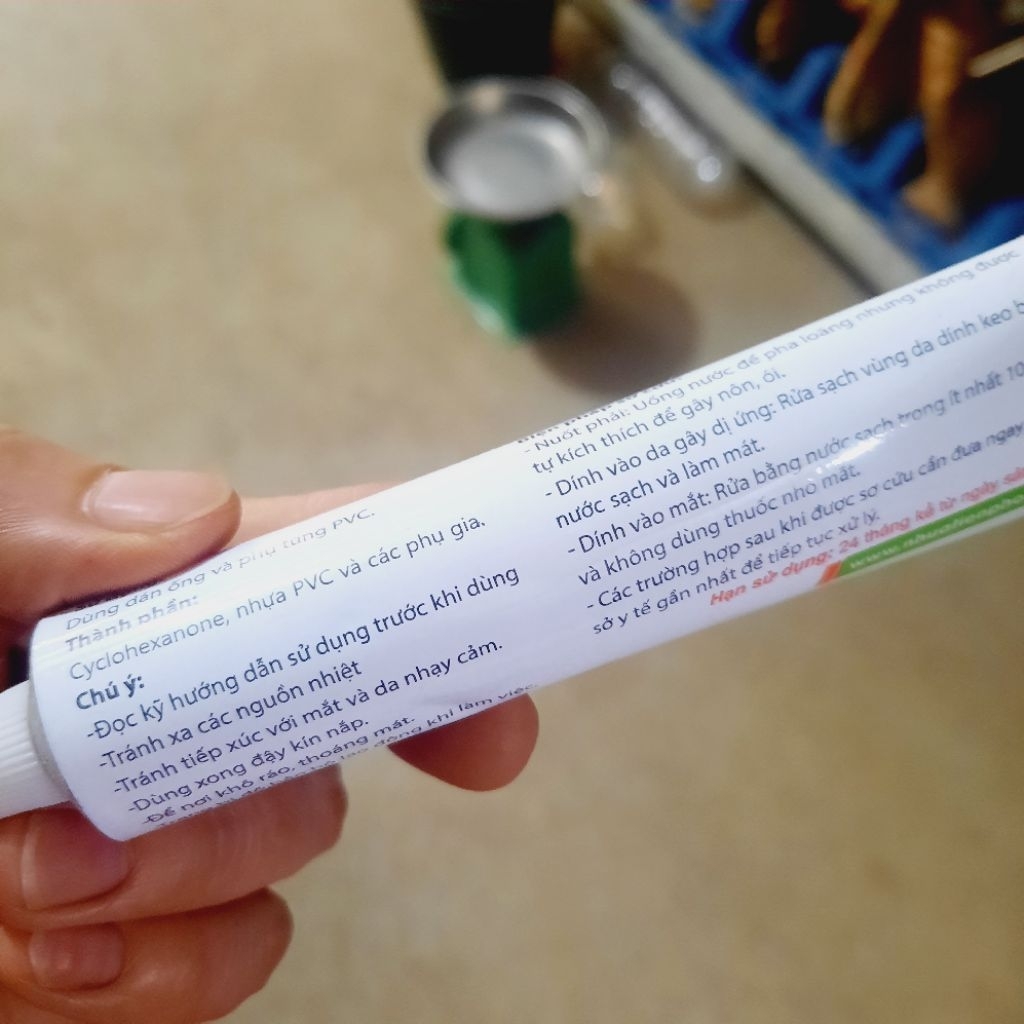 Dùng dán ống và phụ tùng PVC.
Thành phần:
Cyclohexanone, nhựa PVC và các phụ gia.
Chú ý:
-Đọc kỹ hướng dẫn sử dụng trước khi dùng
-Tránh xa các nguồn nhiệt
-Tránh tiếp xúc với mắt và da nhạy cảm.
-Dùng xong đậy kín nắp.
-Để nơi khô ráo, thoáng mát.
khi làm việc.
- Nuốt phải: Uống nước để pha loãng nhưng không được
tự kích thích để gây nôn, ói.
- Dính vào da gây dị ứng: Rửa sạch vùng da dính keo
nước sạch và làm mát.
- Dính vào mắt: Rửa bằng nước sạch trong ít nhất 10
và không dùng thuốc nhỏ mắt.
- Các trường hợp sau khi được sơ cứu cần đưa ngay
sở y tế gần nhất để tiếp tục xử lý.
Hạn sử dụng: 24 tháng kể từ ngày